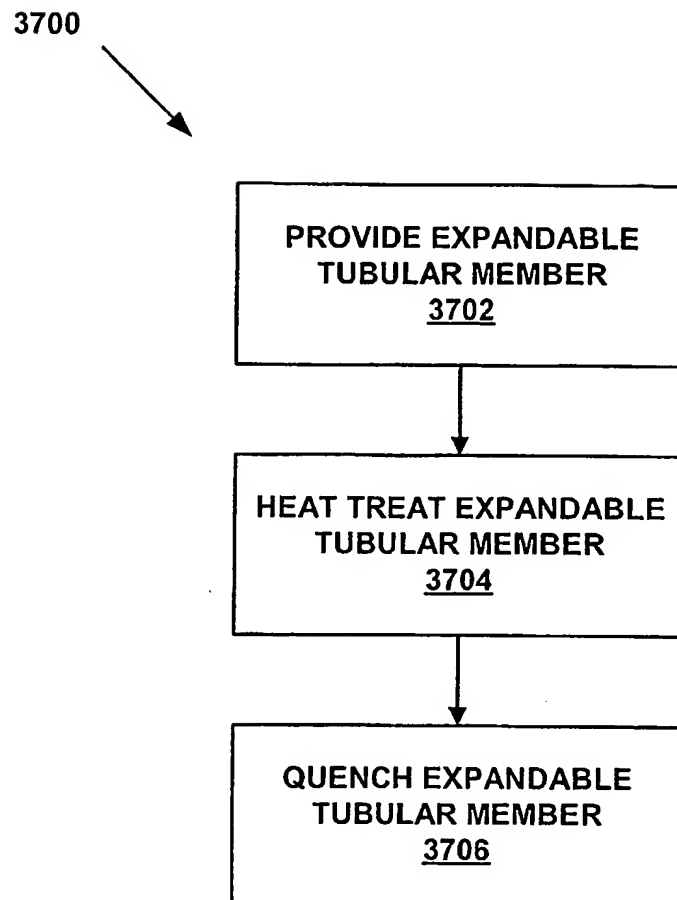 3700
PROVIDE EXPANDABLE
TUBULAR MEMBER
3702
HEAT TREAT EXPANDABLE
TUBULAR MEMBER
3704
QUENCH EXPANDABLE
TUBULAR MEMBER
3706